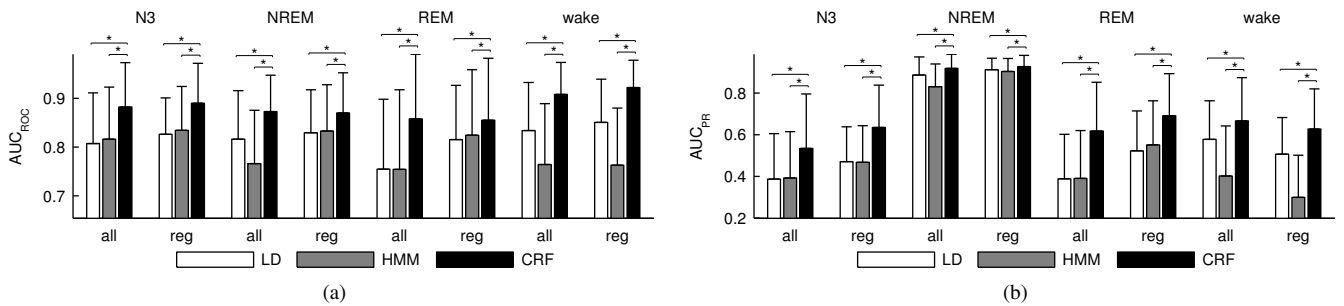 N3 NREM REM wake
* * * * * * * *
* * * * * * * *
0.9
0.8
0.7
AUC_ROC
all reg all reg all reg all reg
LD HMM CRF
(a)
N3 NREM REM wake
* * * * * * * *
* * * * * * * *
0.8
0.6
0.4
0.2
AUC_PR
all reg all reg all reg all reg
LD HMM CRF
(b)